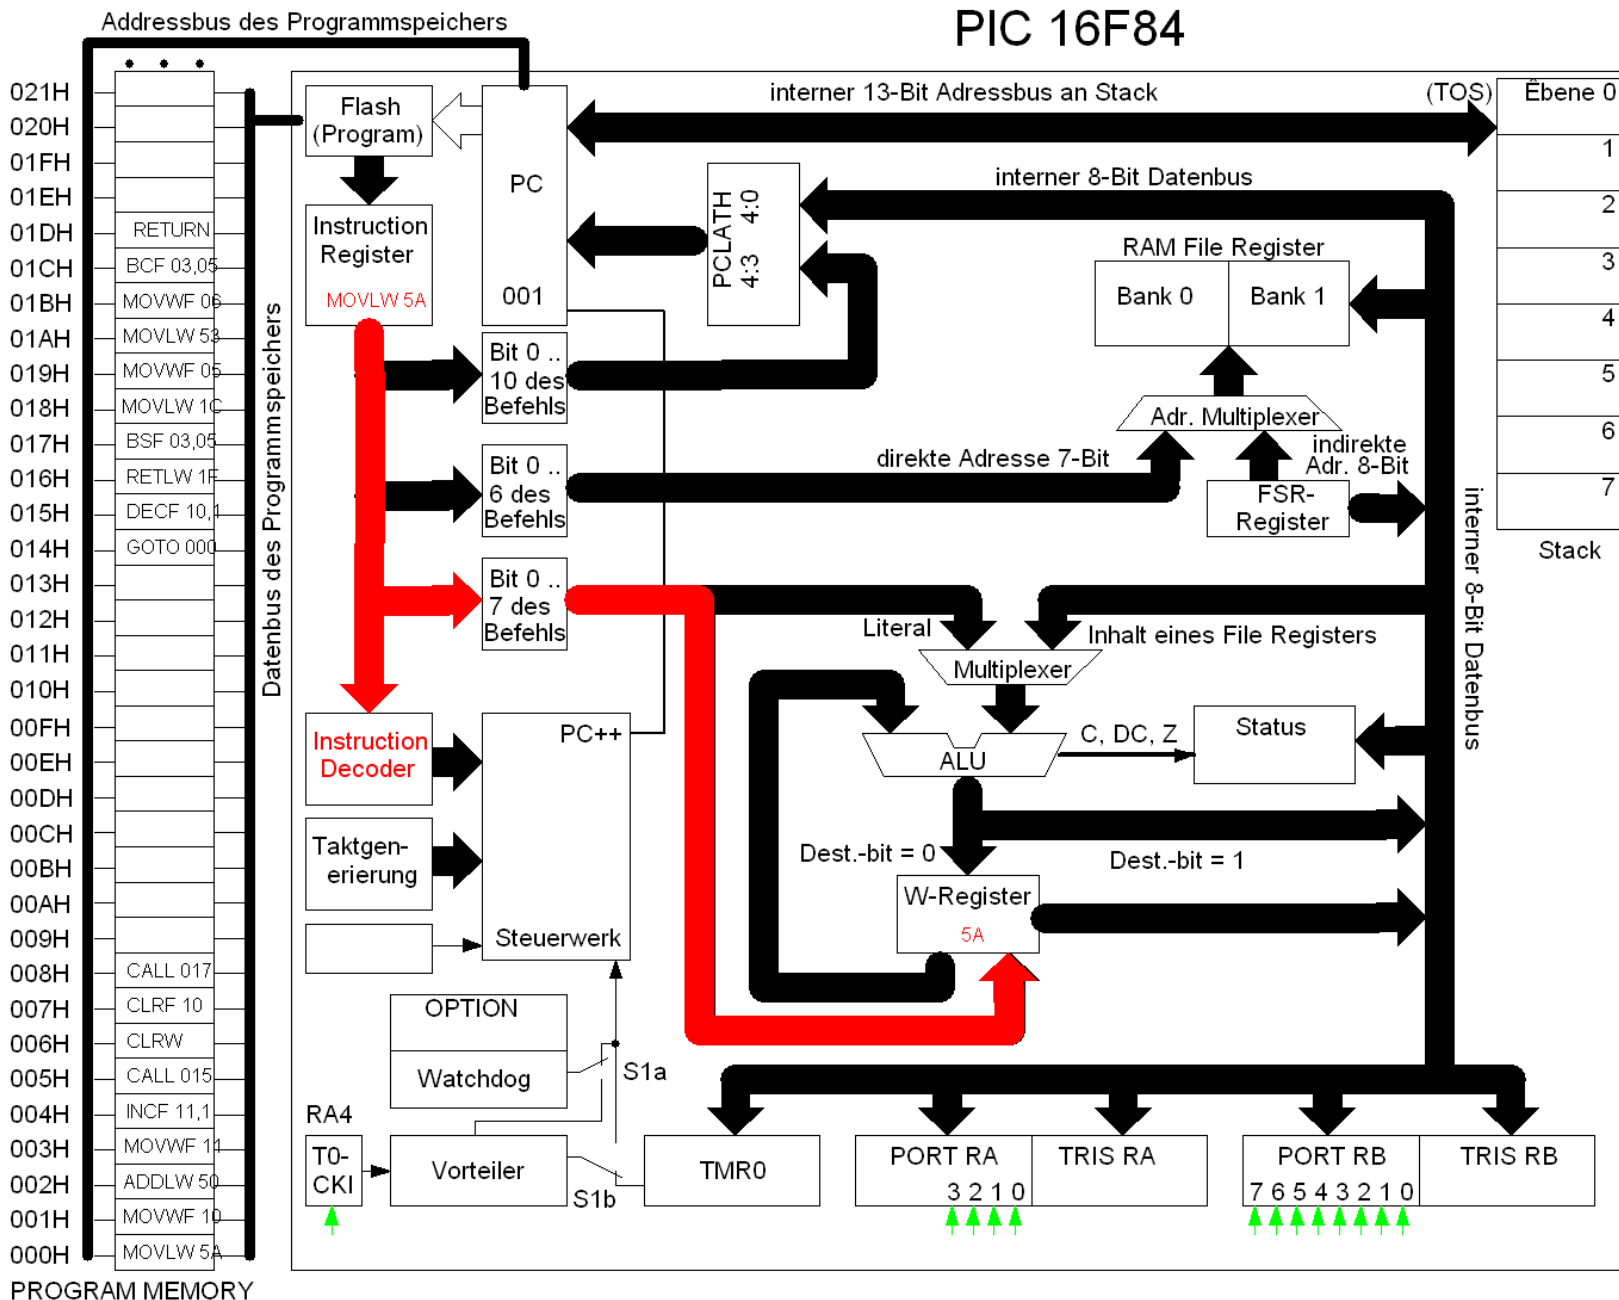 PIC 16F84
Addressbus des Programmspeichers
021H
020H
01FH
01EH
01DH RETURN
01CH BCF 03,05
01BH MOVWF 06
01AH MOVLW 53
019H MOVWF 05
018H MOVLW 1C
017H BSF 03,05
016H RETLW 1F
015H DECF 10,1
014H GOTO 000
013H
012H
011H
010H
00FH
00EH
00DH
00CH
00BH
00AH
009H
008H CALL 017
007H CLRF 10
006H CLRW
005H CALL 015
004H INCF 11,1
003H MOVWF 11
002H ADDLW 50
001H MOVWF 10
000H MOVLW 5A
PROGRAM MEMORY
Datenbus des Programmspeichers
Flash
(Program)
Instruction
Register
MOVLW 5A
PC
001
interner 13-Bit Adressbus an Stack
(TOS)
Êbene 0
1
2
3
4
5
6
7
Stack
PCLATH
4:3 4:0
interner 8-Bit Datenbus
RAM File Register
Bank 0
Bank 1
Adr. Multiplexer
Bit 0 ..
10 des
Befehls
Bit 0 ..
6 des
Befehls
direkte Adresse 7-Bit
indirekte
Adr. 8-Bit
FSR-
Register
interner 8-Bit Datenbus
Bit 0 ..
7 des
Befehls
Literal
Inhalt eines File Registers
Multiplexer
ALU
C, DC, Z
Status
Instruction
Decoder
PC++
Steuerwerk
Taktgen-
erierung
Dest.-bit = 0
Dest.-bit = 1
W-Register
5A
OPTION
Watchdog
S1a
RA4
T0-
CKI
Vorteiler
S1b
TMR0
PORT RA
3 2 1 0
TRIS RA
PORT RB
7 6 5 4 3 2 1 0
TRIS RB